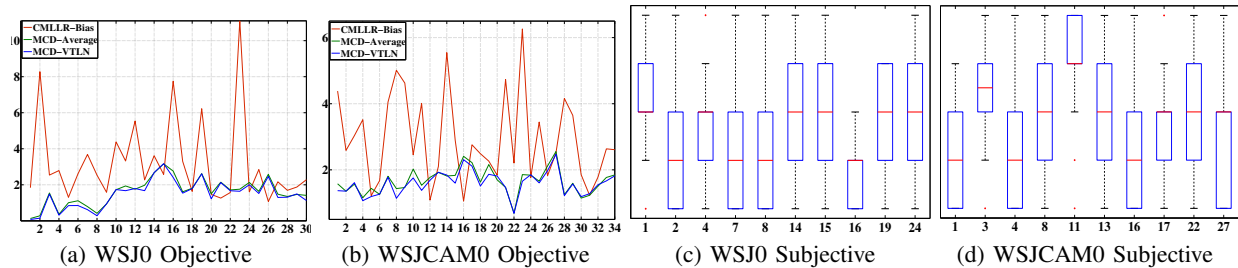 CMLLR-Bias
MCD-Average
MCD-VTLN
10
8
6
4
2
2 4 6 8 10 12 14 16 18 20 22 24 26 28 30
(a) WSJ0 Objective
CMLLR-Bias
MCD-Average
MCD-VTLN
6
4
2
2 4 6 8 10 12 14 16 18 20 22 24 26 28 30 32 34
(b) WSJCAM0 Objective
1 2 4 7 8 14 15 16 19 24
(c) WSJ0 Subjective
1 3 4 8 11 13 16 17 22 27
(d) WSJCAM0 Subjective